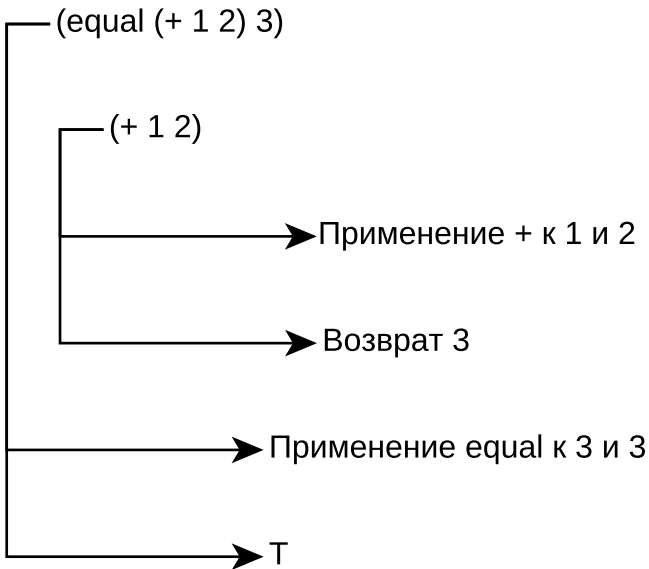 (equal (+ 1 2) 3)
(+ 1 2)
Применение + к 1 и 2
Возврат 3
Применение equal к 3 и 3
T